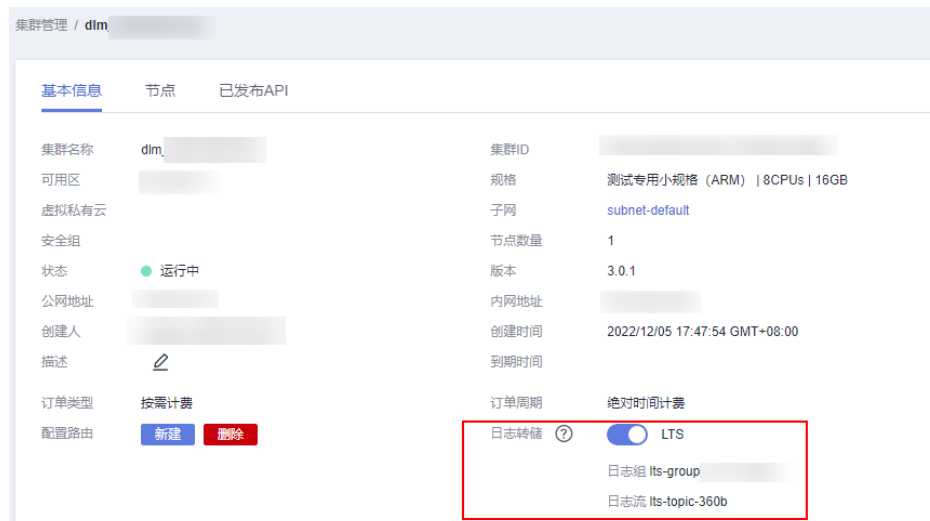 集群管理 / dlm_
基本信息 节点 已发布API
集群名称 dlm_ 集群ID
可用区 规格 测试专用小规格（ARM） | 8CPUs | 16GB
虚拟私有云 子网 subnet-default
安全组 节点数量 1
状态 运行中 版本 3.0.1
公网地址 内网地址
创建人 创建时间 2022/12/05 17:47:54 GMT+08:00
描述 到期时间
订单类型 按需计费 订单周期 绝对时间计费
配置路由 新建 删除 日志转储 ? LTS
日志组 lts-group
日志流 lts-topic-360b